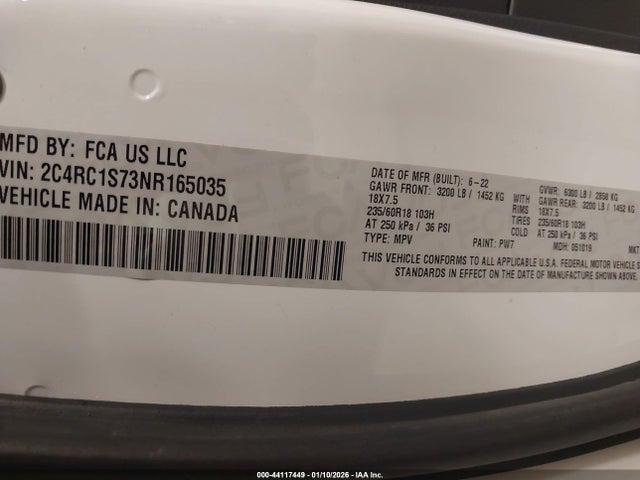 MFD BY: FCA US LLC
VIN: 2C4RC1S73NR165035
VEHICLE MADE IN: CANADA
DATE OF MFR (BUILT): 6-22
GVWR: 6300 LB / 2858 KG
GAWR FRONT: 3200 LB / 1452 KG WITH GAWR REAR: 3200 LB / 1452 KG
18X7.5 RIMS 18X7.5
235/60R18 103H TIRES 235/60R18 103H
AT 250 kPa / 36 PSI COLD AT 250 kPa / 36 PSI
TYPE: MPV PAINT: PW7 MDH: 051019 MKT
THIS VEHICLE CONFORMS TO ALL APPLICABLE U.S.A. FEDERAL MOTOR VEHICLE S
STANDARDS IN EFFECT ON THE DATE OF MANUFACTURE SHOWN ABOVE.
000-44117449 - 01/10/2026 - IAA Inc.